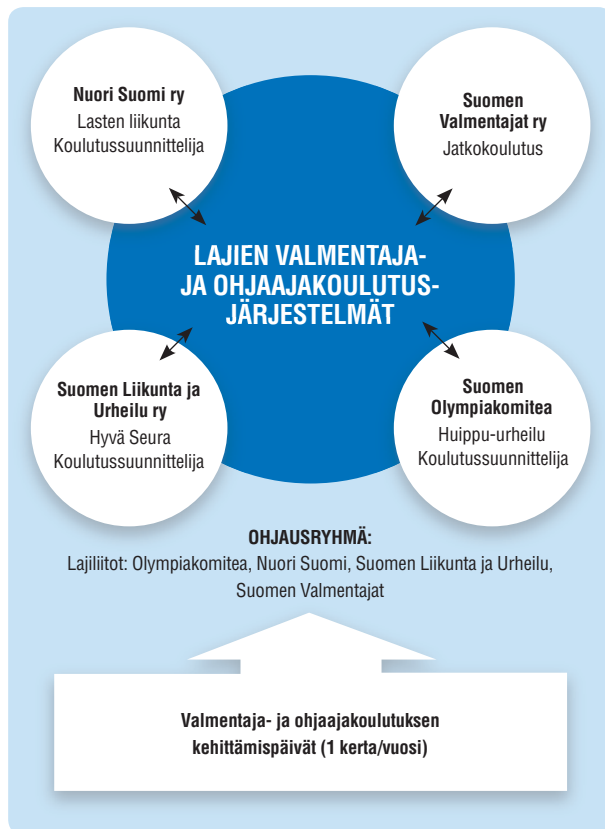 Nuori Suomi ry
Lasten liikunta
Koulutussuunnittelija
Suomen
Valmentajat ry
Jatkokoulutus
LAJIEN VALMENTAJA-
JA OHJAAJAKOULUTUS-
JÄRJESTELMÄT
Suomen Liikunta ja
Urheilu ry
Hyvä Seura
Koulutussuunnittelija
Suomen
Olympiakomitea
Huippu-urheilu
Koulutussuunnittelija
OHJAUSRYHMÄ:
Lajiliitot: Olympiakomitea, Nuori Suomi, Suomen Liikunta ja Urheilu,
Suomen Valmentajat
Valmentaja- ja ohjaajakoulutuksen
kehittämispäivät (1 kerta/vuosi)